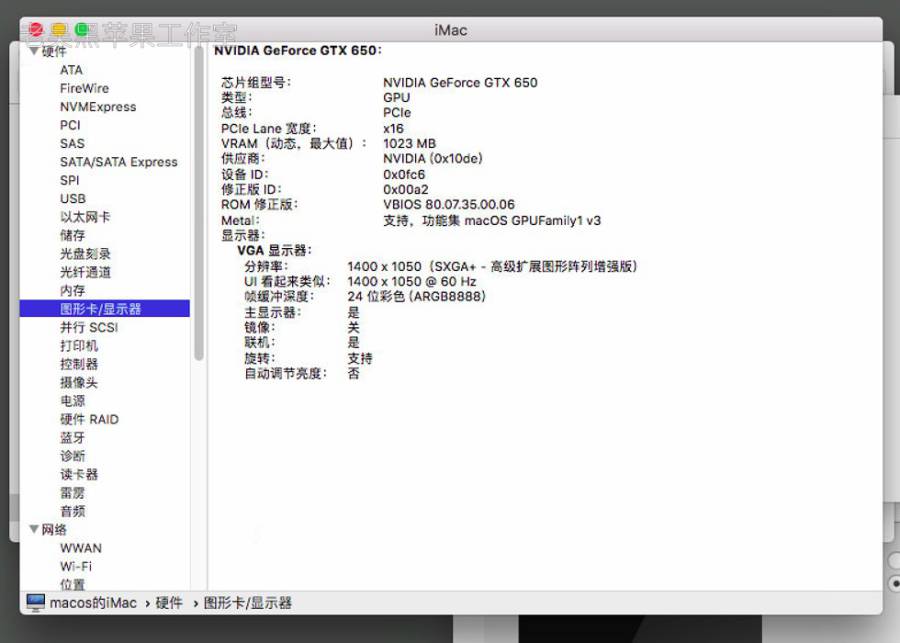 老吴黑苹果工作室
iMac
硬件
ATA
FireWire
NVMExpress
PCI
SAS
SATA/SATA Express
SPI
USB
以太网卡
储存
光盘刻录
光纤通道
内存
图形卡/显示器
并行 SCSI
打印机
控制器
摄像头
电源
硬件 RAID
蓝牙
诊断
读卡器
雷雳
音频
网络
WWAN
Wi-Fi
位置
NVIDIA GeForce GTX 650:
芯片组型号: NVIDIA GeForce GTX 650
类型: GPU
总线: PCIe
PCIe Lane 宽度: x16
VRAM（动态，最大值）: 1023 MB
供应商: NVIDIA (0x10de)
设备 ID: 0x0fc6
修正版 ID: 0x00a2
ROM 修正版: VBIOS 80.07.35.00.06
Metal: 支持，功能集 macOS GPUFamily1 v3
显示器:
VGA 显示器:
分辨率: 1400 x 1050（SXGA+ - 高级扩展图形阵列增强版）
UI 看起来类似: 1400 x 1050 @ 60 Hz
帧缓冲深度: 24 位彩色 (ARGB8888)
主显示器: 是
镜像: 关
联机: 是
旋转: 支持
自动调节亮度: 否
macos的iMac › 硬件 › 图形卡/显示器